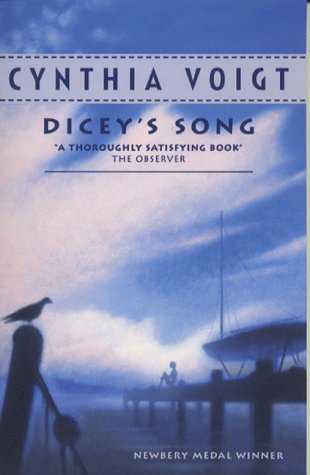 CYNTHIA VOIGT
DICEY'S SONG
"A THOROUGHLY SATISFYING BOOK"
THE OBSERVER
NEWBERY MEDAL WINNER